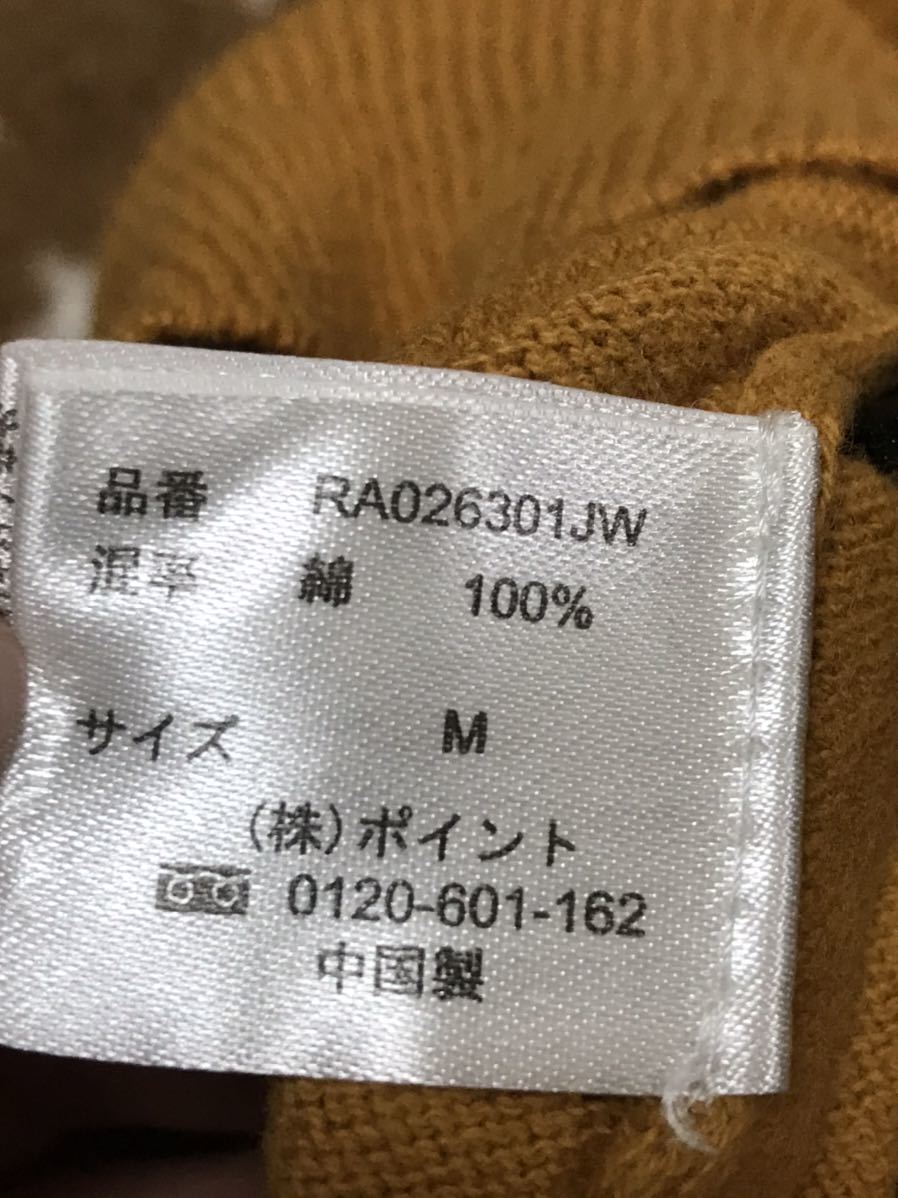 品番 RA026301JW
混率 綿 100%
サイズ M
(株)ポイント
0120-601-162
中国製